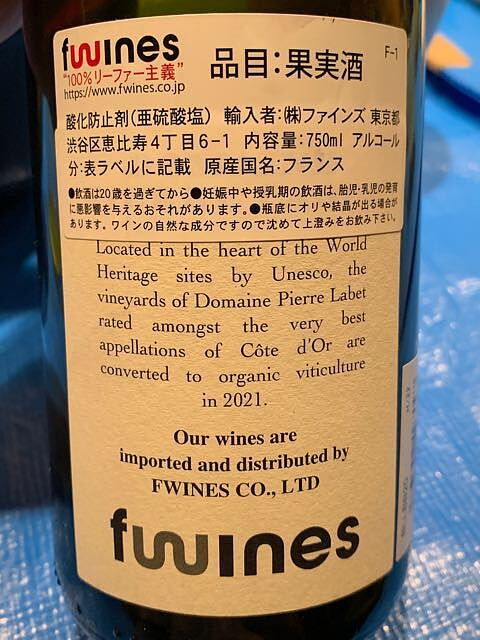 fwines
F-1
品目：果実酒
“100％リーファー主義”
https://www.fwines.co.jp
酸化防止剤(亜硫酸塩) 輸入者：㈱ファインズ 東京都
渋谷区恵比寿4丁目6-1 内容量：750ml アルコール
分：表ラベルに記載 原産国名：フランス
●飲酒は20歳を過ぎてから●妊娠中や授乳期の飲酒は、胎児・乳児の発育
に悪影響を与えるおそれがあります。●瓶底にオリや結晶が出る場合が
あります。ワインの自然な成分ですので沈めて上澄みをお飲み下さい。
Located in the heart of the World
Heritage sites by Unesco, the
vineyards of Domaine Pierre Labet
rated amongst the very best
appellations of Côte d'Or are
converted to organic viticulture
in 2021.
Our wines are
imported and distributed by
FWINES CO., LTD
fwines